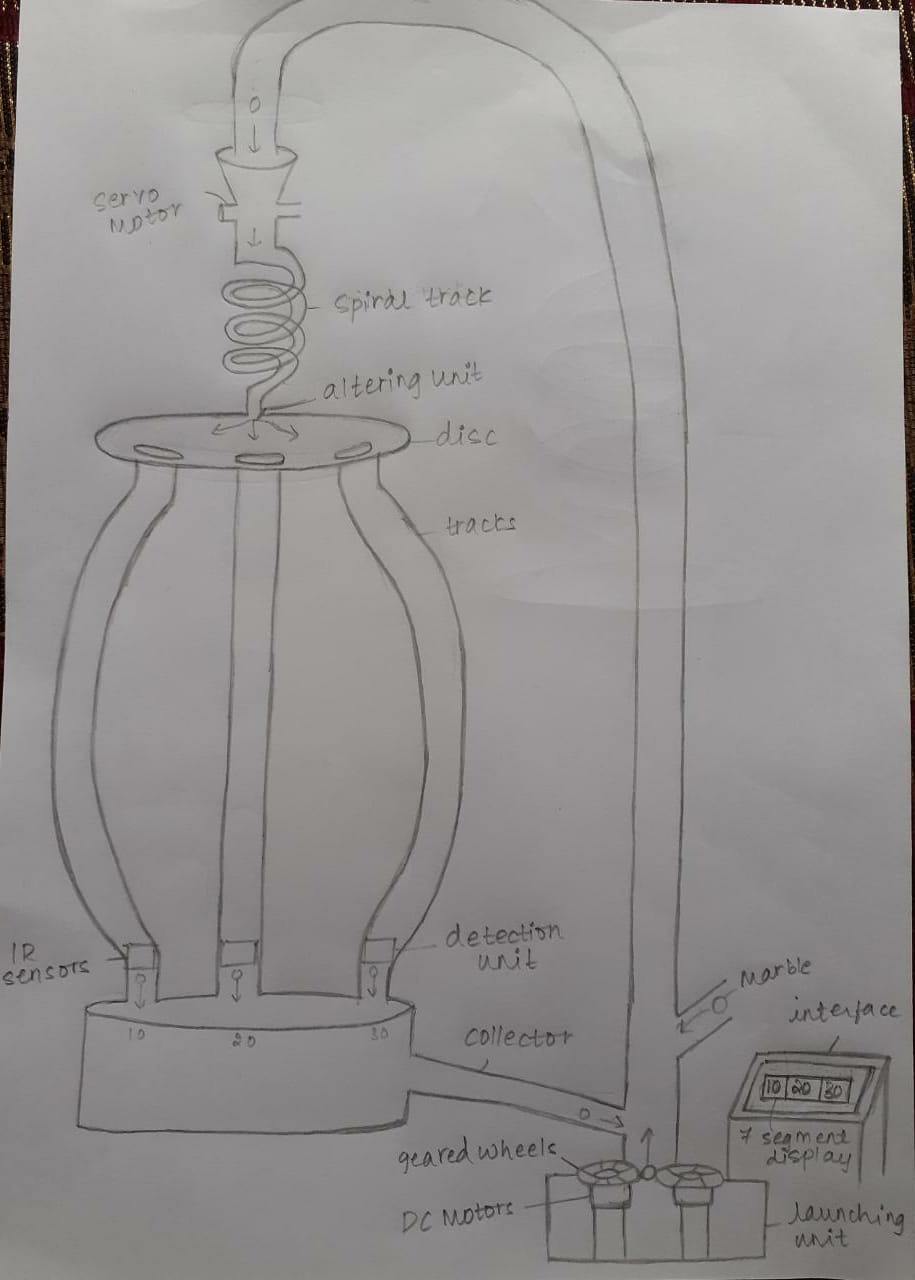 servo
motor
spiral track
altering unit
disc
tracks
IR
sensors
detection
unit
Marble
interface
10
20
30
collector
10 20 30
7 segment
display
geared wheels
DC Motors
launching
unit